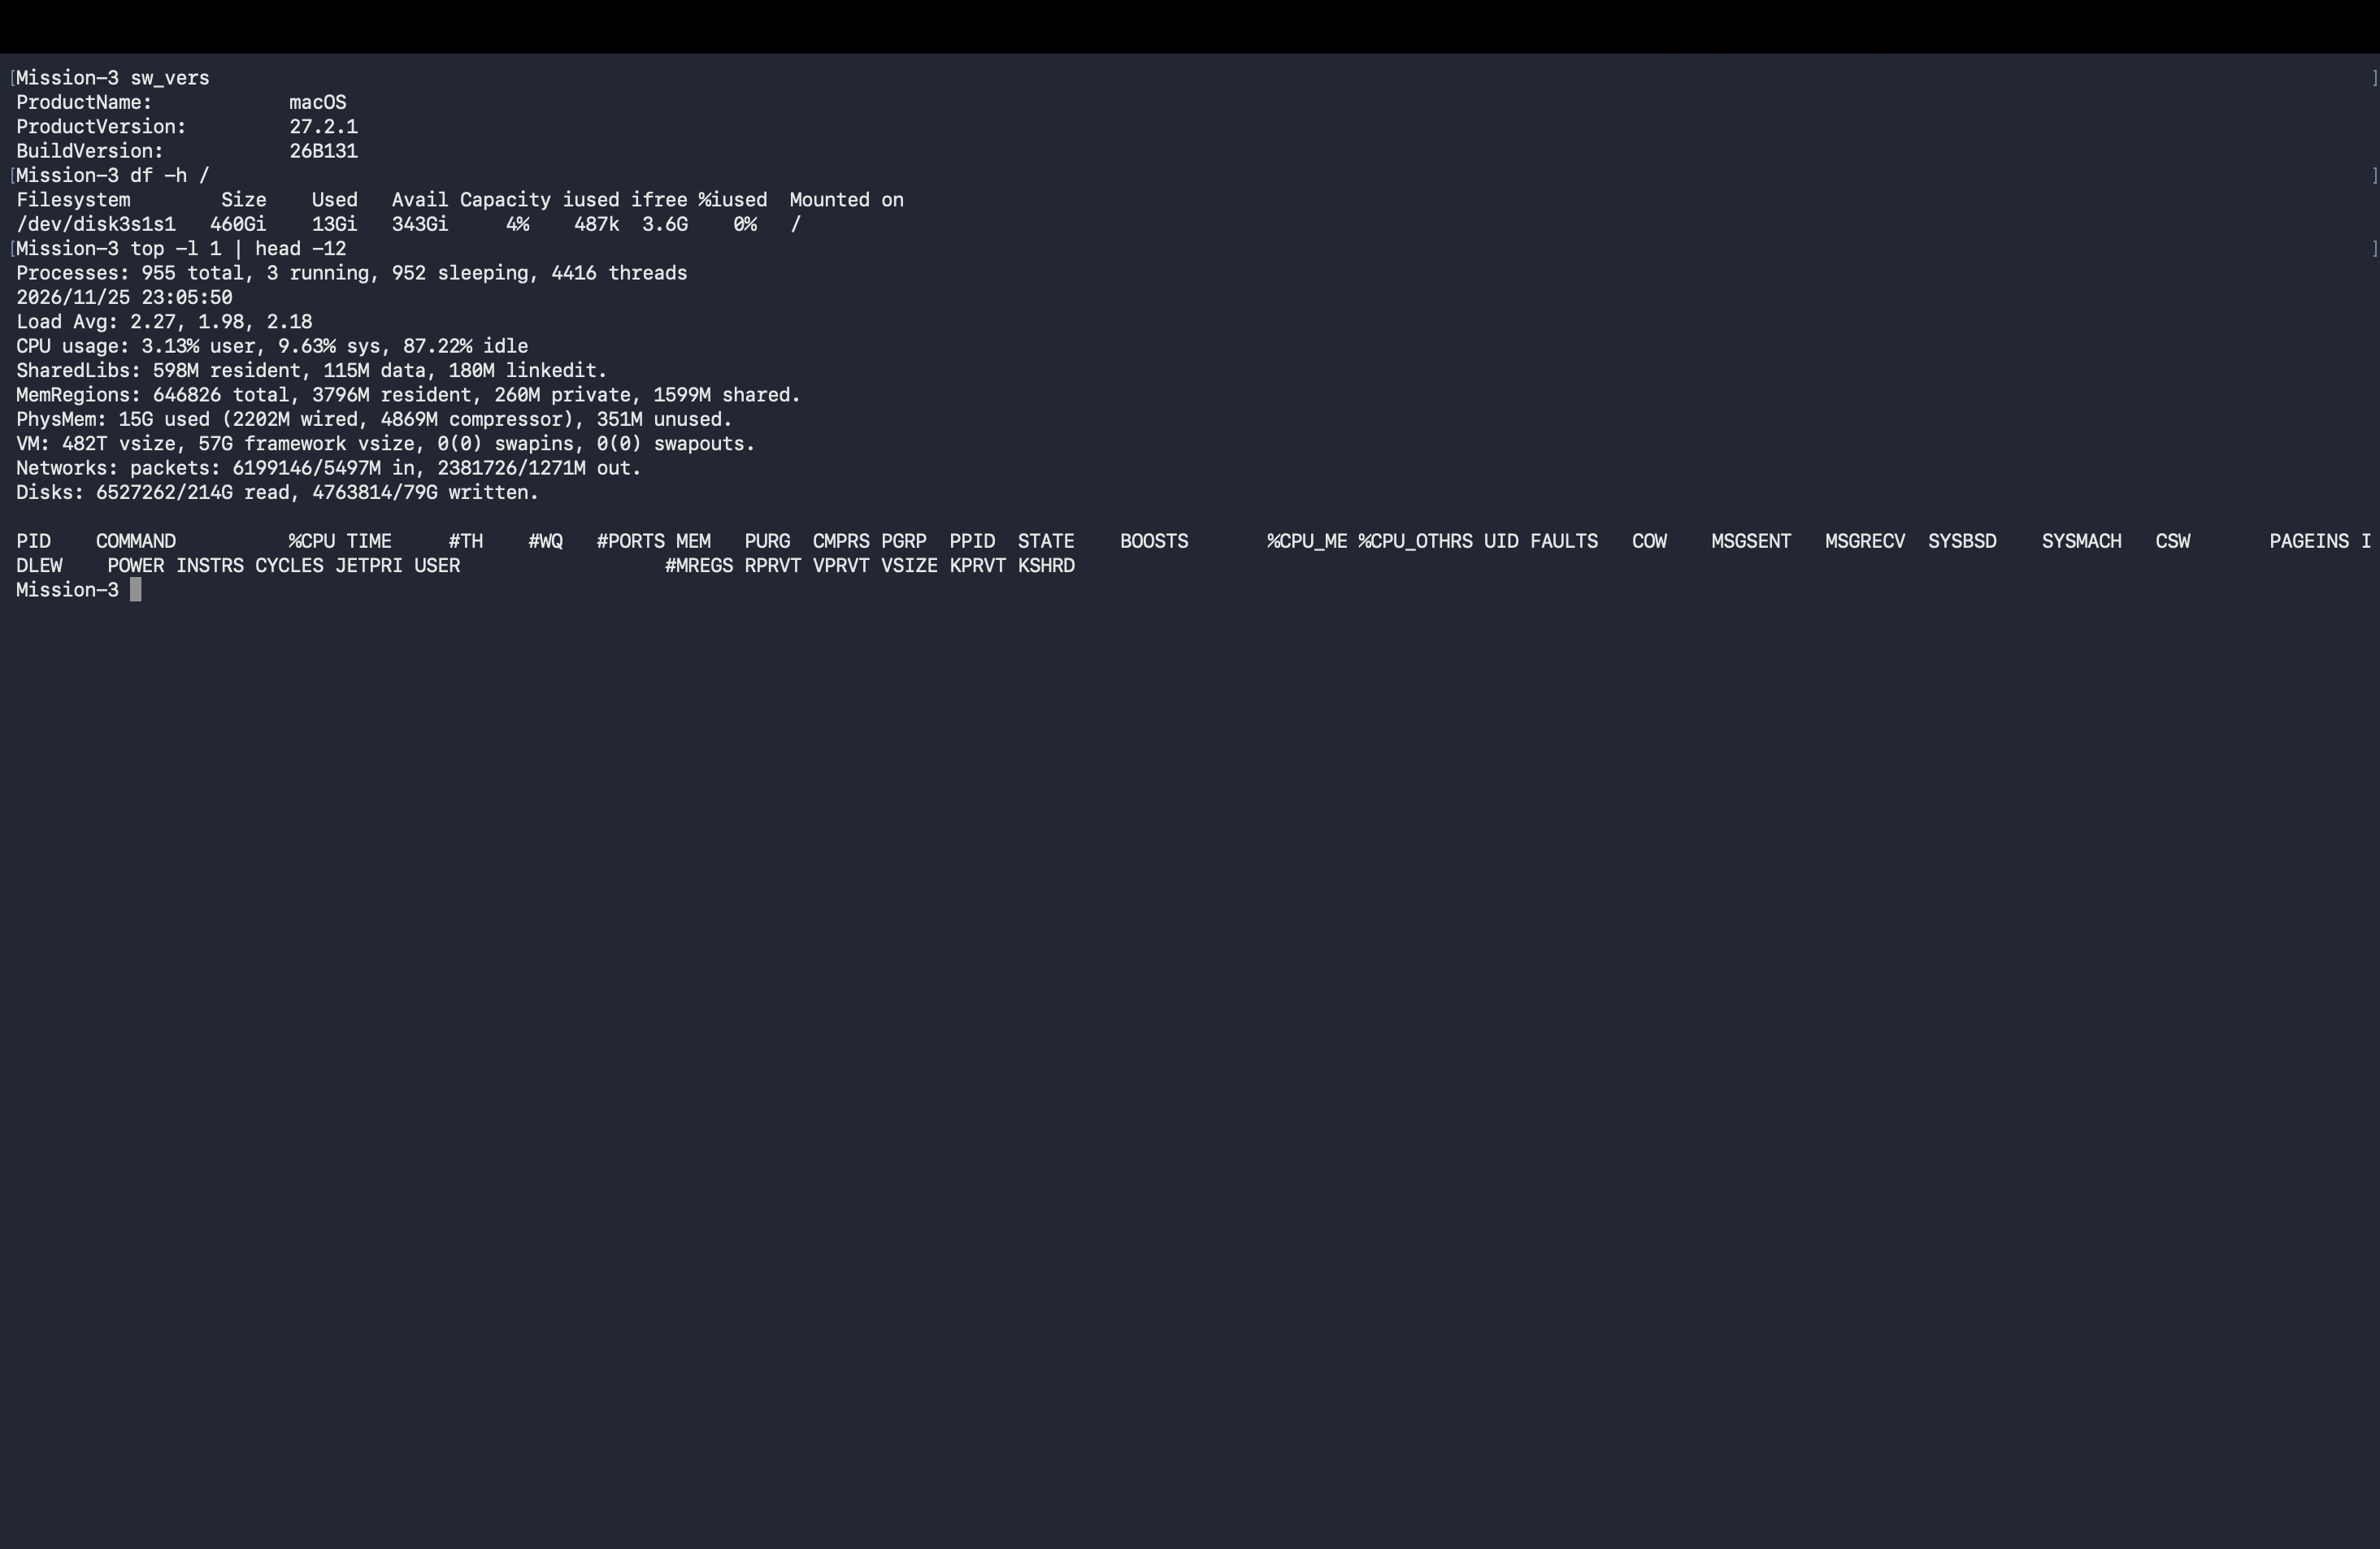 [Mission-3 sw_vers ]
ProductName:            macOS
ProductVersion:         27.2.1
BuildVersion:           26B131
[Mission-3 df -h / ]
Filesystem        Size    Used   Avail Capacity iused ifree %iused  Mounted on
/dev/disk3s1s1   460Gi    13Gi   343Gi     4%    487k  3.6G    0%   /
[Mission-3 top -l 1 | head -12 ]
Processes: 955 total, 3 running, 952 sleeping, 4416 threads
2026/11/25 23:05:50
Load Avg: 2.27, 1.98, 2.18
CPU usage: 3.13% user, 9.63% sys, 87.22% idle
SharedLibs: 598M resident, 115M data, 180M linkedit.
MemRegions: 646826 total, 3796M resident, 260M private, 1599M shared.
PhysMem: 15G used (2202M wired, 4869M compressor), 351M unused.
VM: 482T vsize, 57G framework vsize, 0(0) swapins, 0(0) swapouts.
Networks: packets: 6199146/5497M in, 2381726/1271M out.
Disks: 6527262/214G read, 4763814/79G written.
PID    COMMAND          %CPU TIME     #TH    #WQ   #PORTS MEM   PURG  CMPRS PGRP  PPID  STATE    BOOSTS       %CPU_ME %CPU_OTHRS UID FAULTS   COW    MSGSENT   MSGRECV  SYSBSD    SYSMACH   CSW       PAGEINS I
DLEW    POWER INSTRS CYCLES JETPRI USER                  #MREGS RPRVT VPRVT VSIZE KPRVT KSHRD
Mission-3